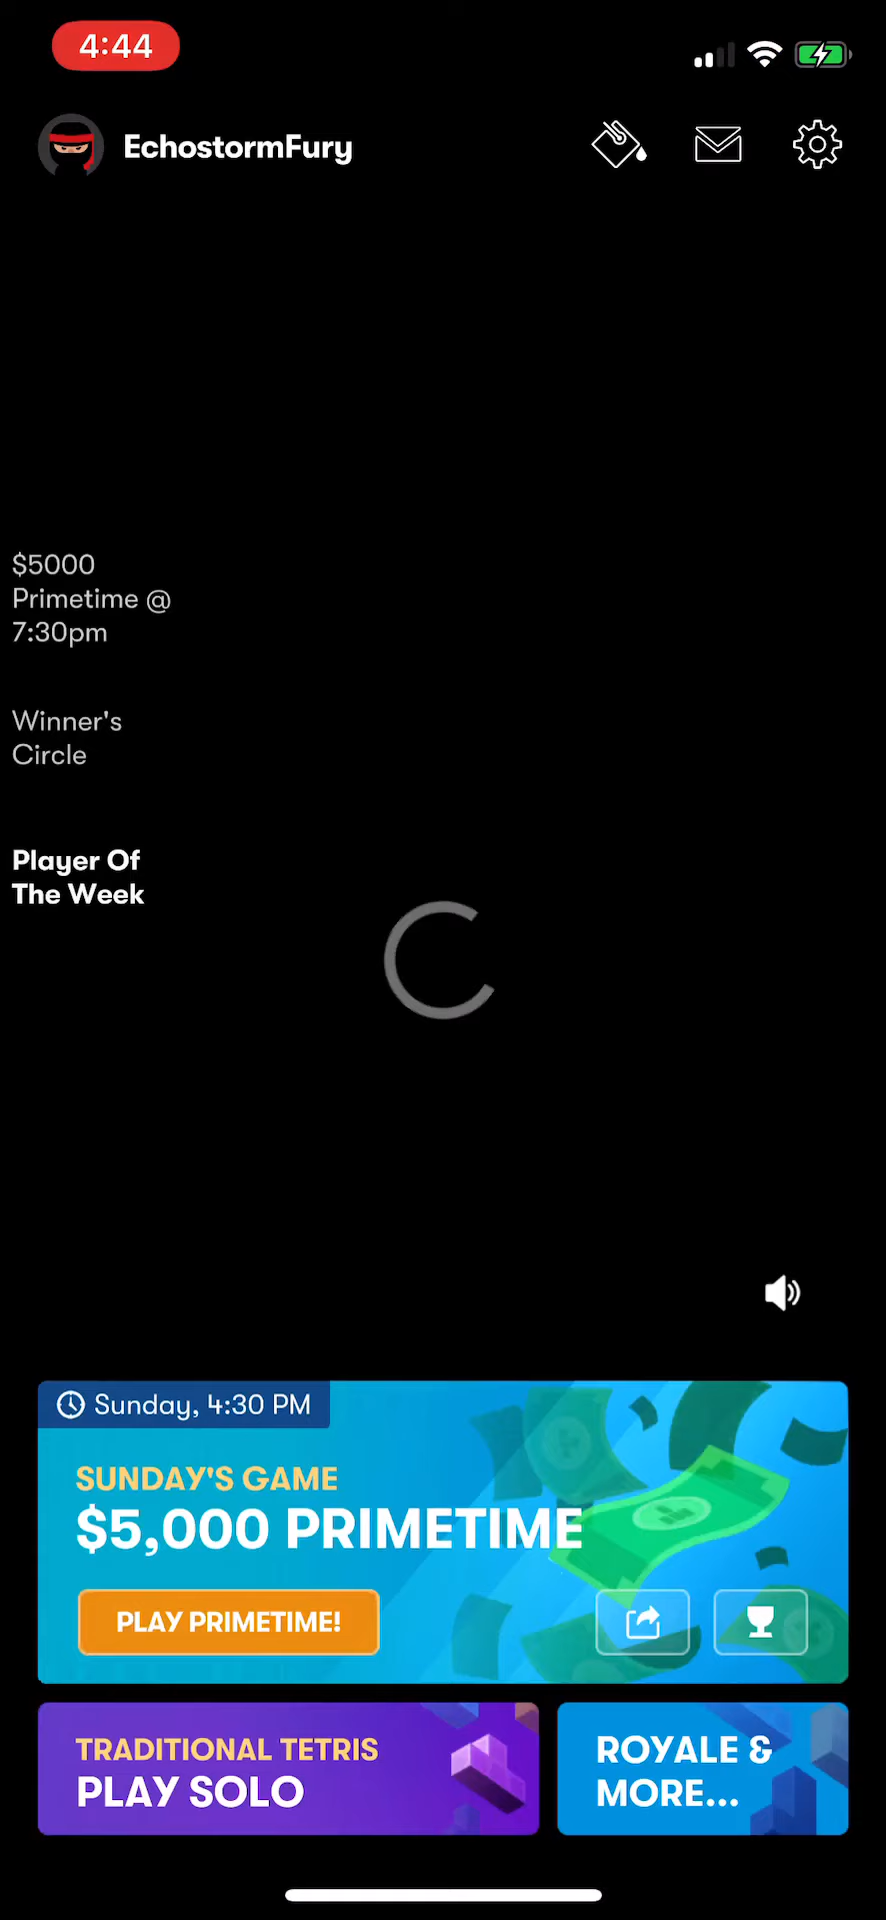 4:44
EchostormFury
$5000
Primetime @
7:30pm
Winner's
Circle
Player Of
The Week
Sunday, 4:30 PM
SUNDAY'S GAME
$5,000 PRIMETIME
PLAY PRIMETIME!
TRADITIONAL TETRIS
PLAY SOLO
ROYALE &
MORE...